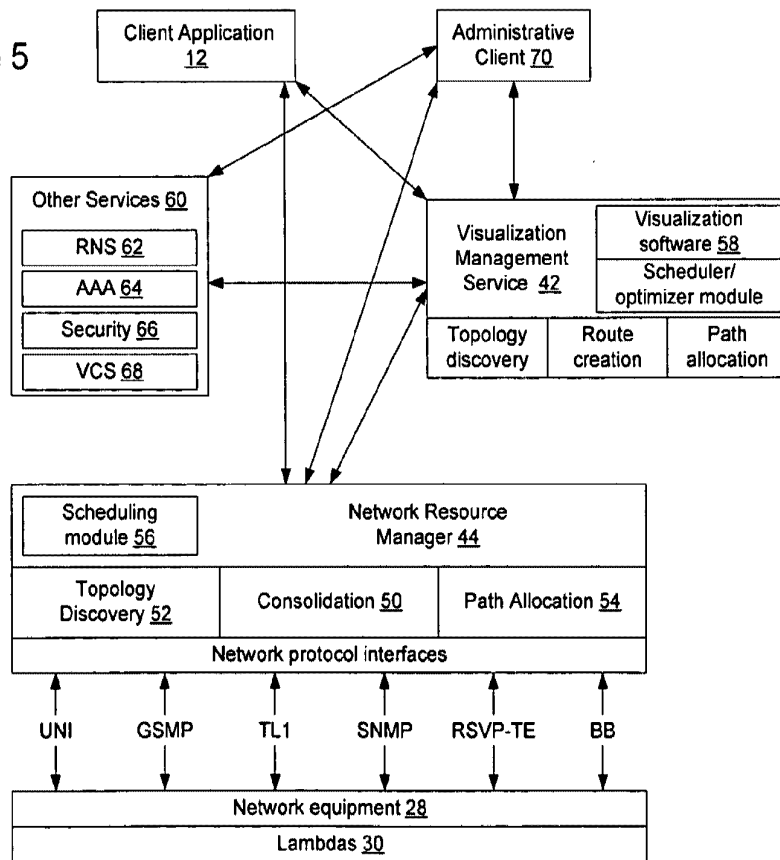 5
Client Application
12
Administrative
Client 70
Other Services 60
RNS 62
AAA 64
Security 66
VCS 68
Visualization
Management
Service 42
Visualization
software 58
Scheduler/
optimizer module
Topology
discovery
Route
creation
Path
allocation
Scheduling
module 56
Network Resource
Manager 44
Topology
Discovery 52
Consolidation 50
Path Allocation 54
Network protocol interfaces
UNI
GSMP
TL1
SNMP
RSVP-TE
BB
Network equipment 28
Lambdas 30